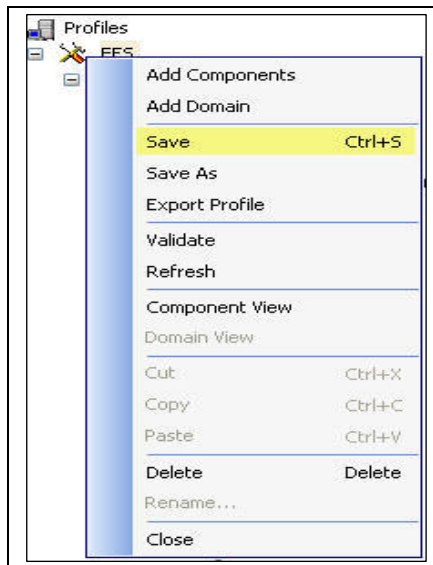 Profiles
EFS
Add Components
Add Domain
Save Ctrl+S
Save As
Export Profile
Validate
Refresh
Component View
Domain View
Cut Ctrl+X
Copy Ctrl+C
Paste Ctrl+V
Delete Delete
Rename...
Close